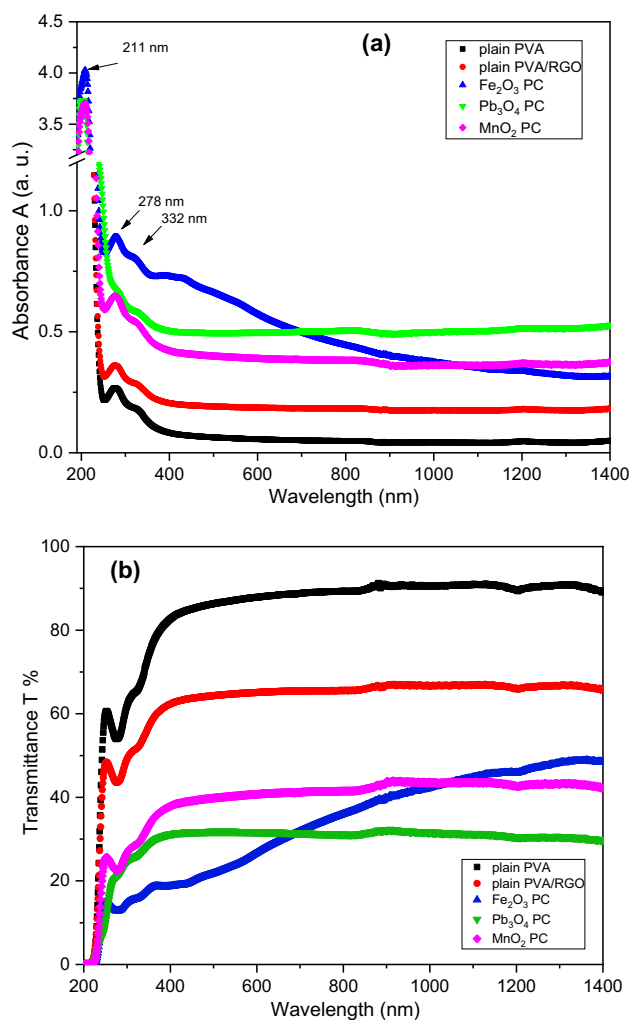 (a)
211 nm
278 nm
332 nm
plain PVA
plain PVA/RGO
Fe₂O₃ PC
Pb₃O₄ PC
MnO₂ PC
Absorbance A (a. u.)
4.5
4.0
3.5
1.0
0.5
0.0
200 400 600 800 1000 1200 1400
Wavelength (nm)
(b)
Transmittance T %
100
80
60
40
20
0
plain PVA
plain PVA/RGO
Fe₂O₃ PC
Pb₃O₄ PC
MnO₂ PC
200 400 600 800 1000 1200 1400
Wavelength (nm)